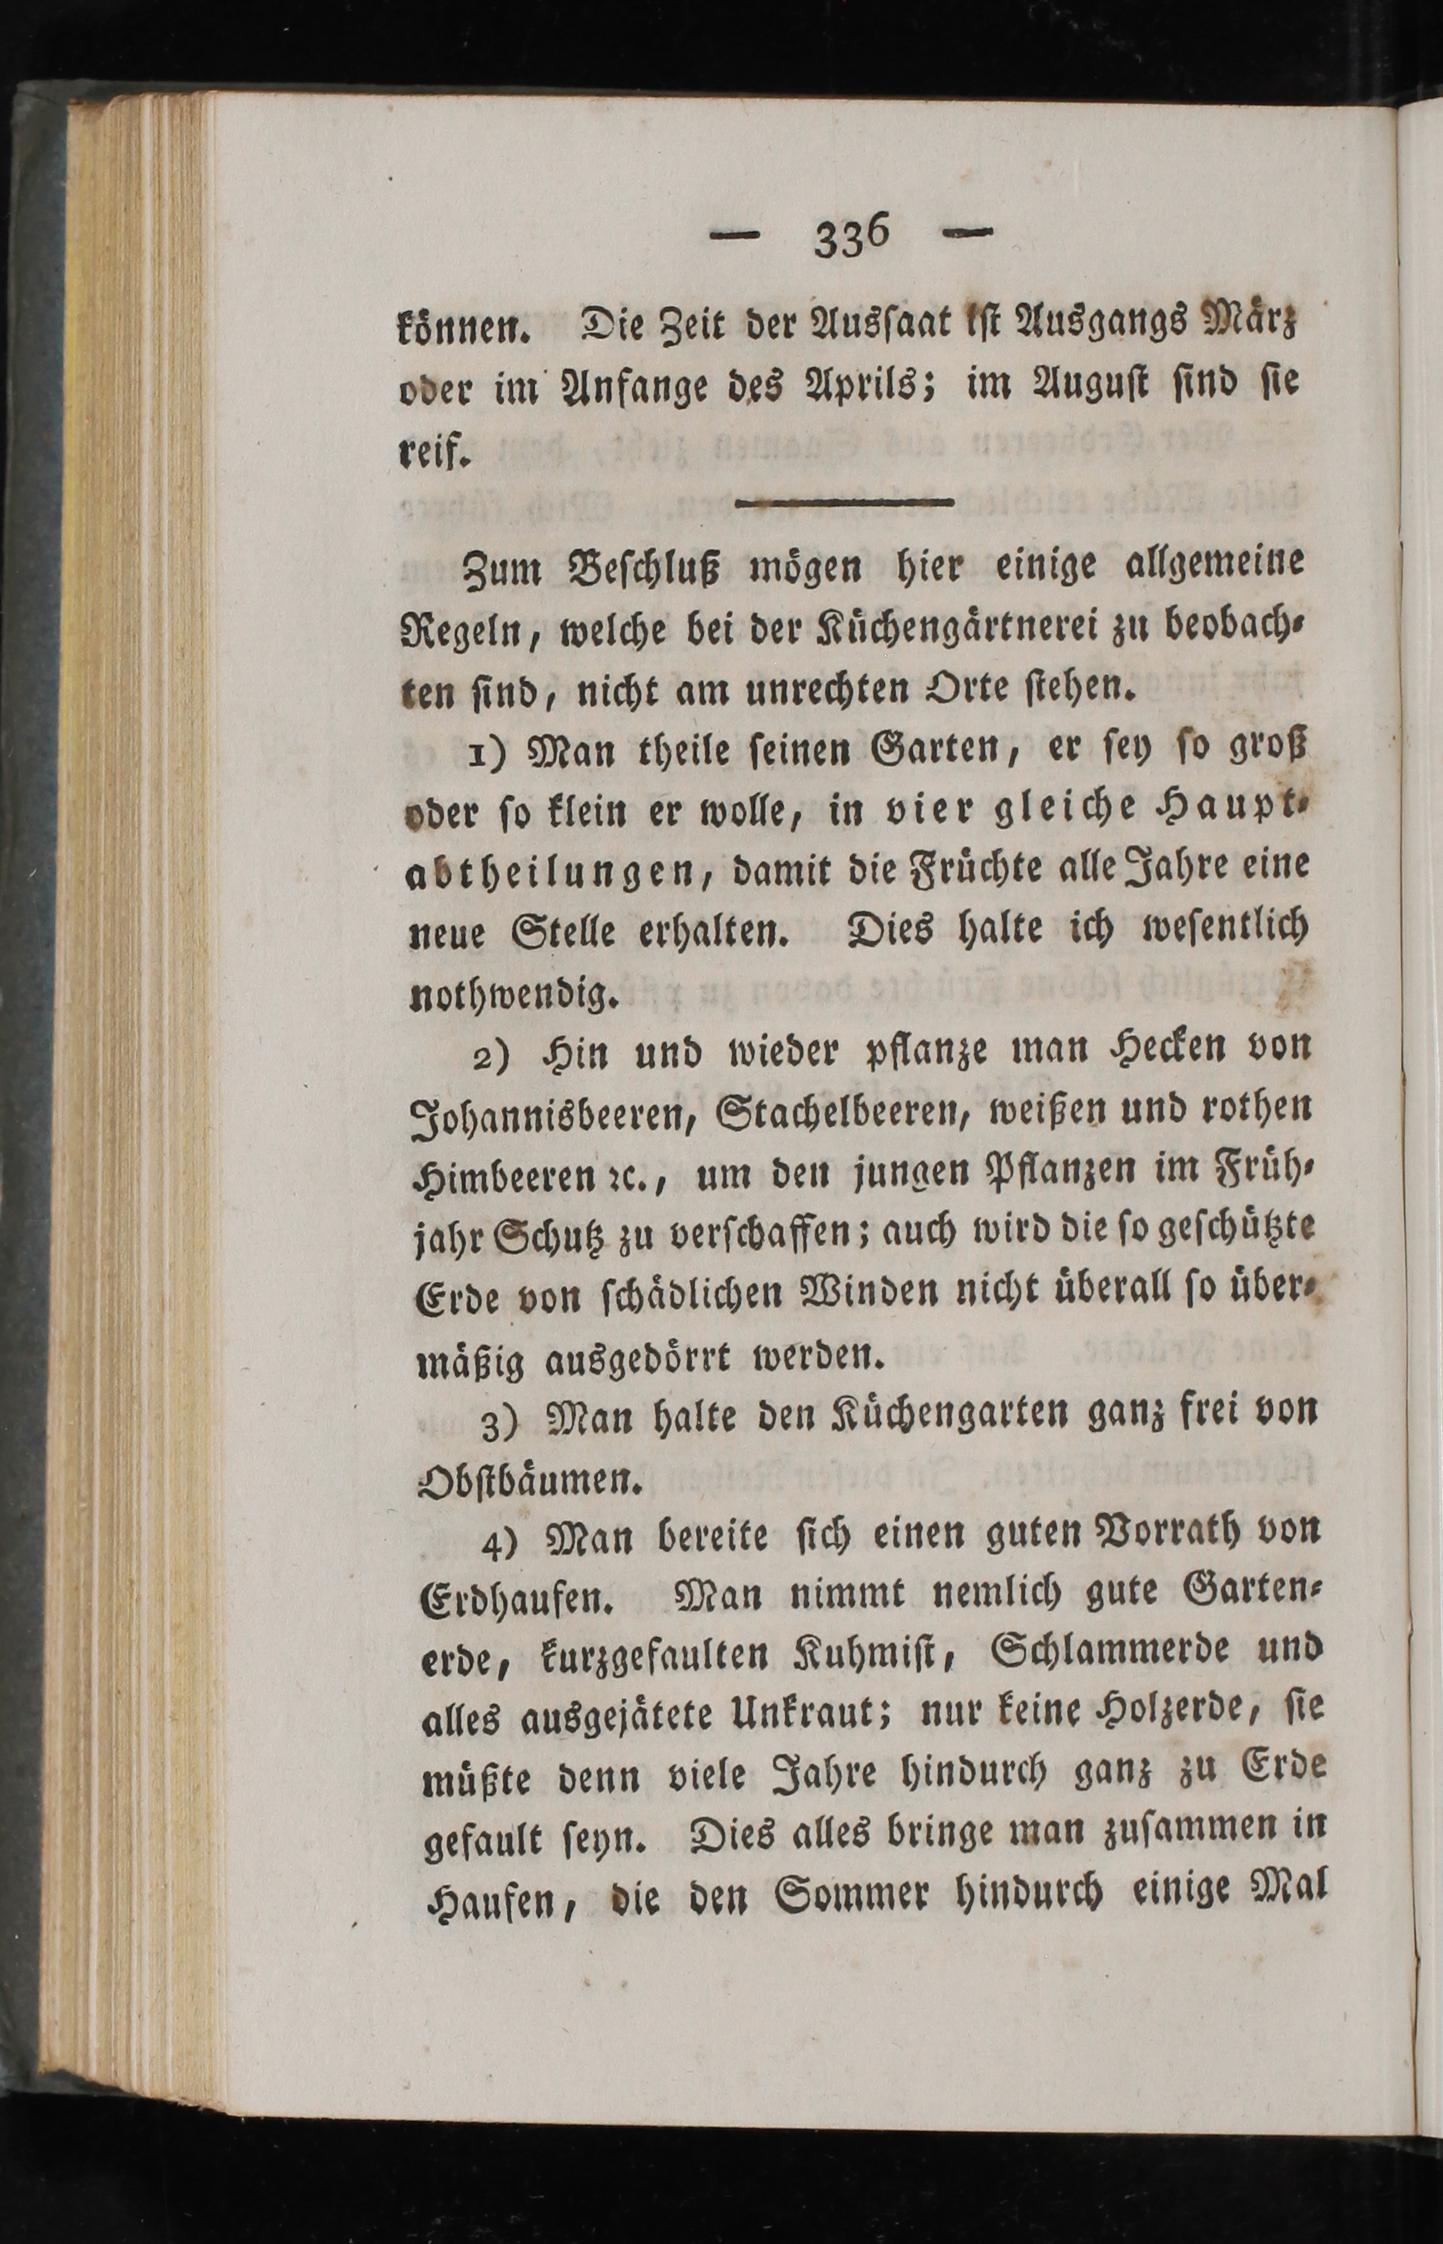 — 336 —
können. Die Zeit der Aussaat ist Ausgangs März
oder im Anfange des Aprils; im August sind sie
reif.
Zum Beschluß mögen hier einige allgemeine
Regeln, welche bei der Küchengärtnerei zu beobach-
ten sind, nicht am unrechten Orte stehen.
1) Man theile seinen Garten, er sey so groß
oder so klein er wolle, in vier gleiche Haupt-
abtheilungen, damit die Früchte alle Jahre eine
neue Stelle erhalten. Dies halte ich wesentlich
nothwendig.
2) Hin und wieder pflanze man Hecken von
Johannisbeeren, Stachelbeeren, weißen und rothen
Himbeeren ꝛc., um den jungen Pflanzen im Früh-
jahr Schutz zu verschaffen; auch wird die so geschützte
Erde von schädlichen Winden nicht überall so über-
mäßig ausgedörrt werden.
3) Man halte den Küchengarten ganz frei von
Obstbäumen.
4) Man bereite sich einen guten Vorrath von
Erdhaufen. Man nimmt nemlich gute Garten-
erde, kurzgefaulten Kuhmist, Schlammerde und
alles ausgejätete Unkraut; nur keine Holzerde, sie
müßte denn viele Jahre hindurch ganz zu Erde
gefault seyn. Dies alles bringe man zusammen in
Haufen, die den Sommer hindurch einige Mal